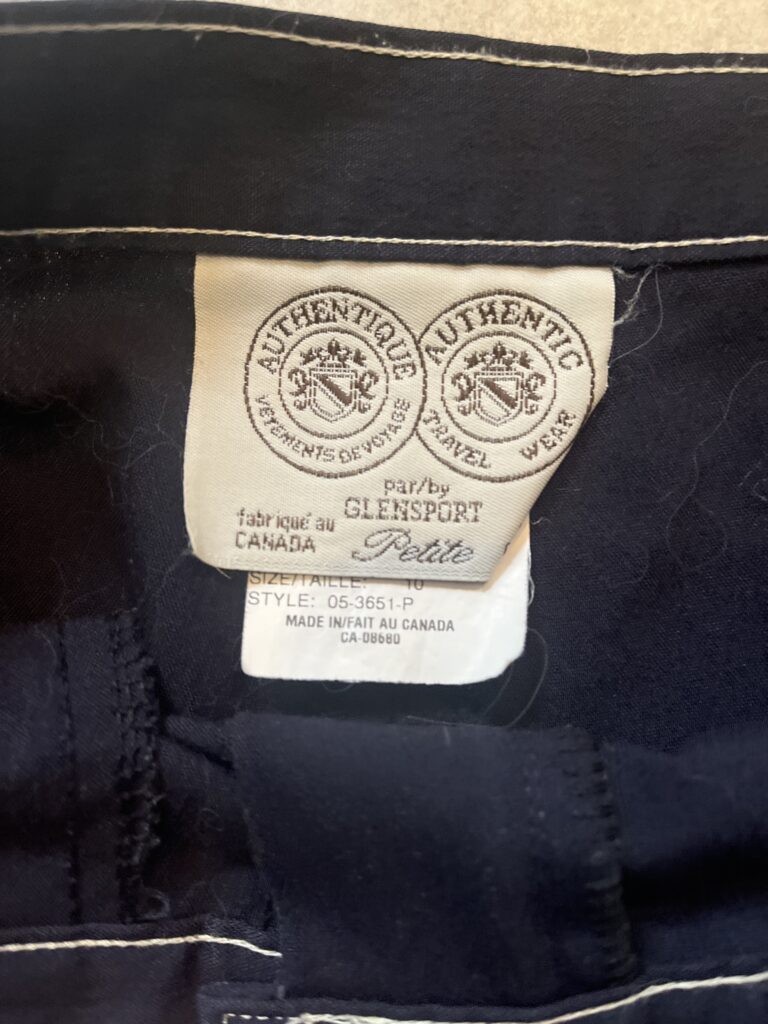 AUTHENTIQUE
VÊTEMENTS DE VOYAGE
AUTHENTIC
TRAVEL WEAR
par/by
GLENSPORT
fabriqué au
CANADA
Petite
SIZE/TAILLE: 10
STYLE: 05-3651-P
MADE IN/FAIT AU CANADA
CA-08680